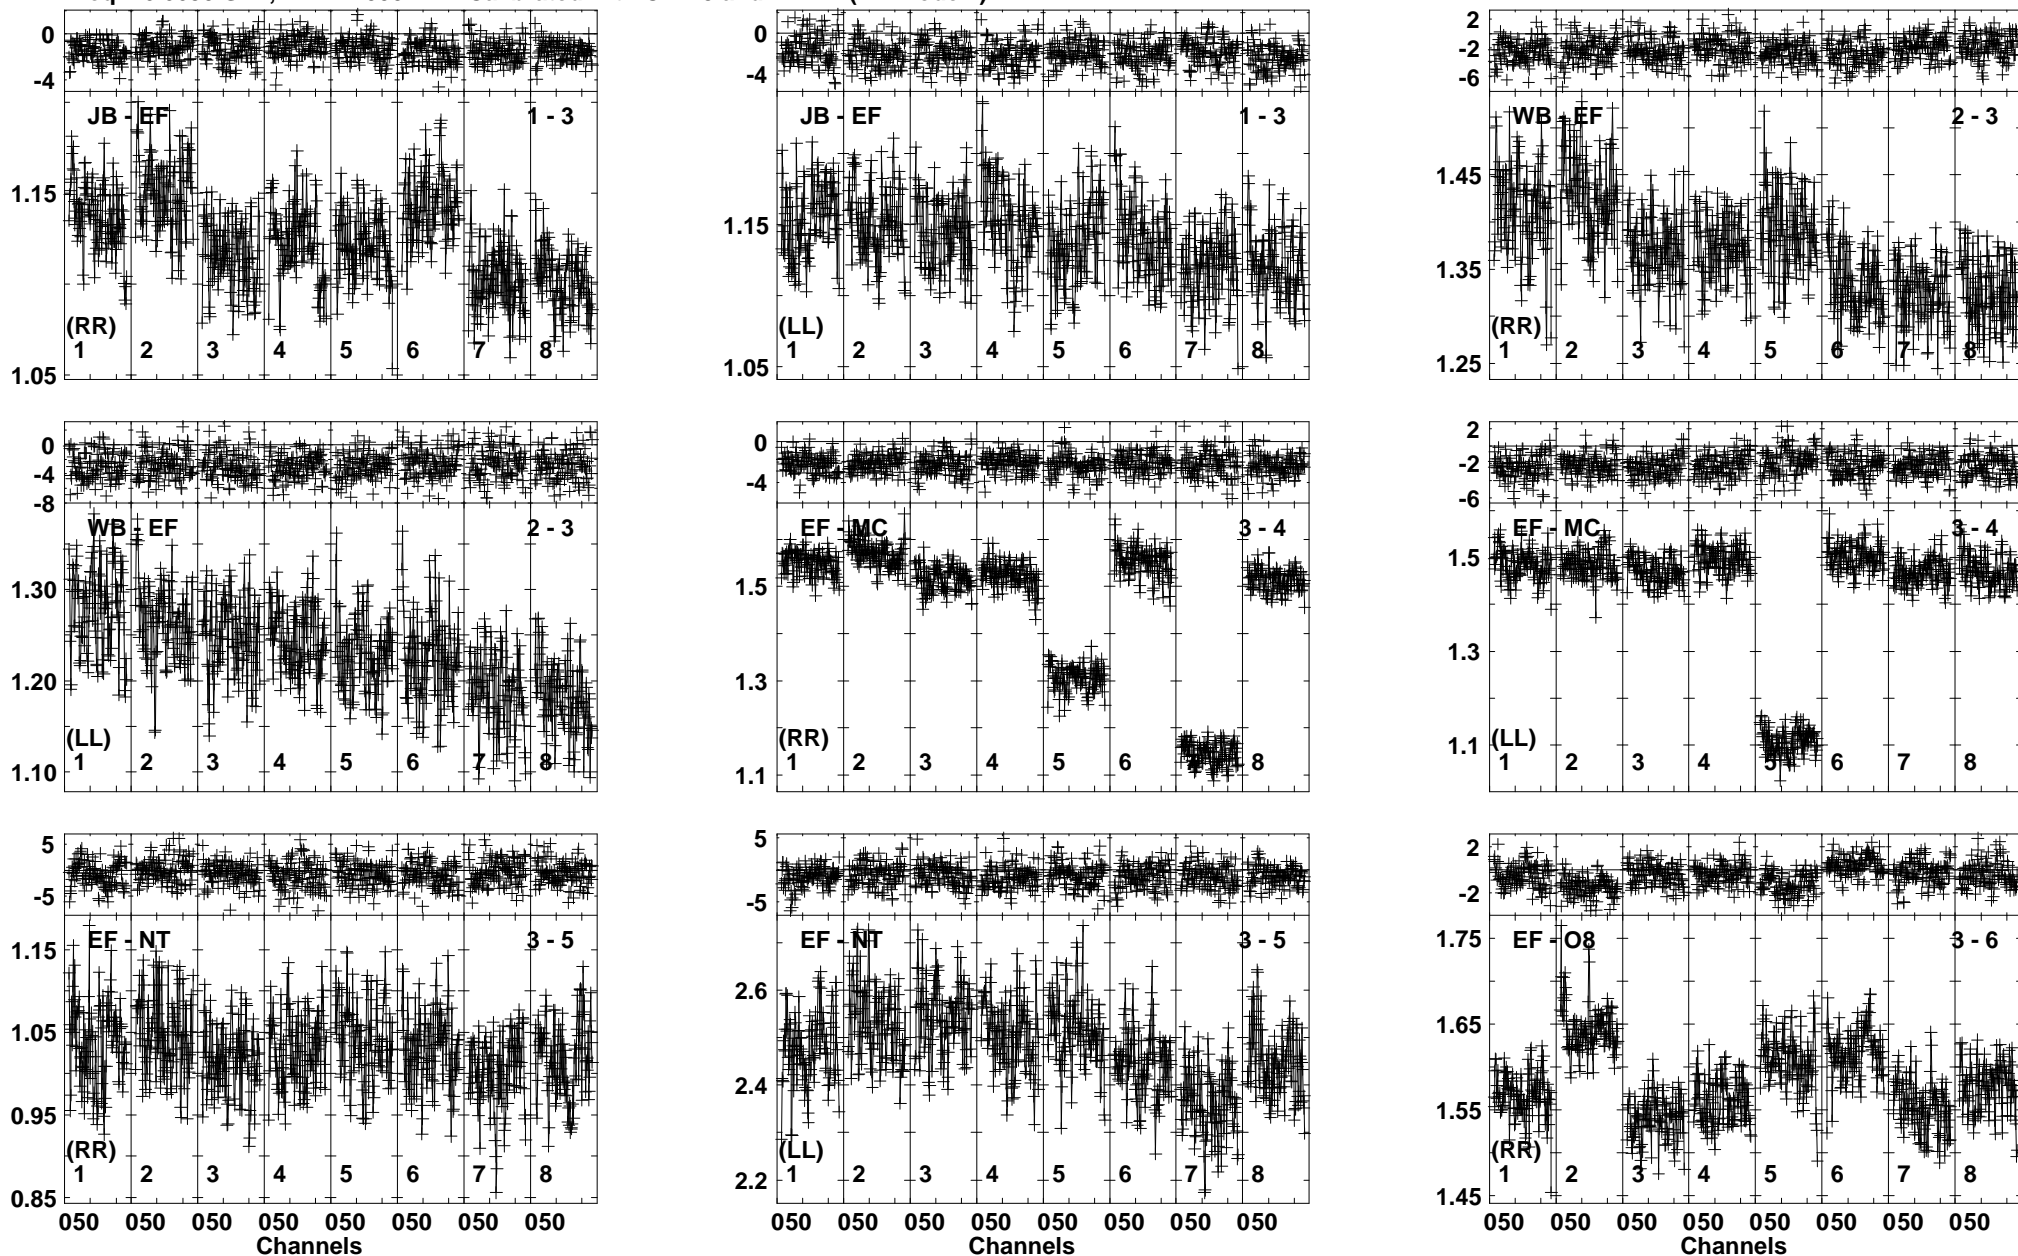 0 -4 JB - EF 1 - 3 1.15 (RR) 1.05 1 2 3 4 5 6 7 8
0 -4 JB - EF 1 - 3 1.15 (LL) 1.05 1 2 3 4 5 6 7 8
2 -2 -6 WB - EF 2 - 3 1.45 1.35 (RR) 1.25 1 2 3 4 5 6 7 8
0 -4 -8 WB - EF 2 - 3 1.30 1.20 (LL) 1.10 1 2 3 4 5 6 7 8
0 -4 EF - MC 3 - 4 1.5 1.3 (RR) 1.1 1 2 3 4 5 6 8
2 -2 -6 EF - MC 3 - 4 1.5 1.3 1.1 (LL) 1 2 3 4 5 6 7 8
5 -5 EF - NT 3 - 5 1.15 1.05 0.95 (RR) 0.85 1 2 3 4 5 6 7 8
050 050 050 050 050 050 050 050
Channels
5 -5 EF - NT 3 - 5 2.6 2.4 (LL) 2.2 1 2 3 4 5 6 7 8
050 050 050 050 050 050 050 050
2 -2 EF - O8 3 - 6 1.75 1.65 1.55 (RR) 1.45 1 2 3 4 5 6 7 8
050 050 050 050 050 050 050 050
Channels